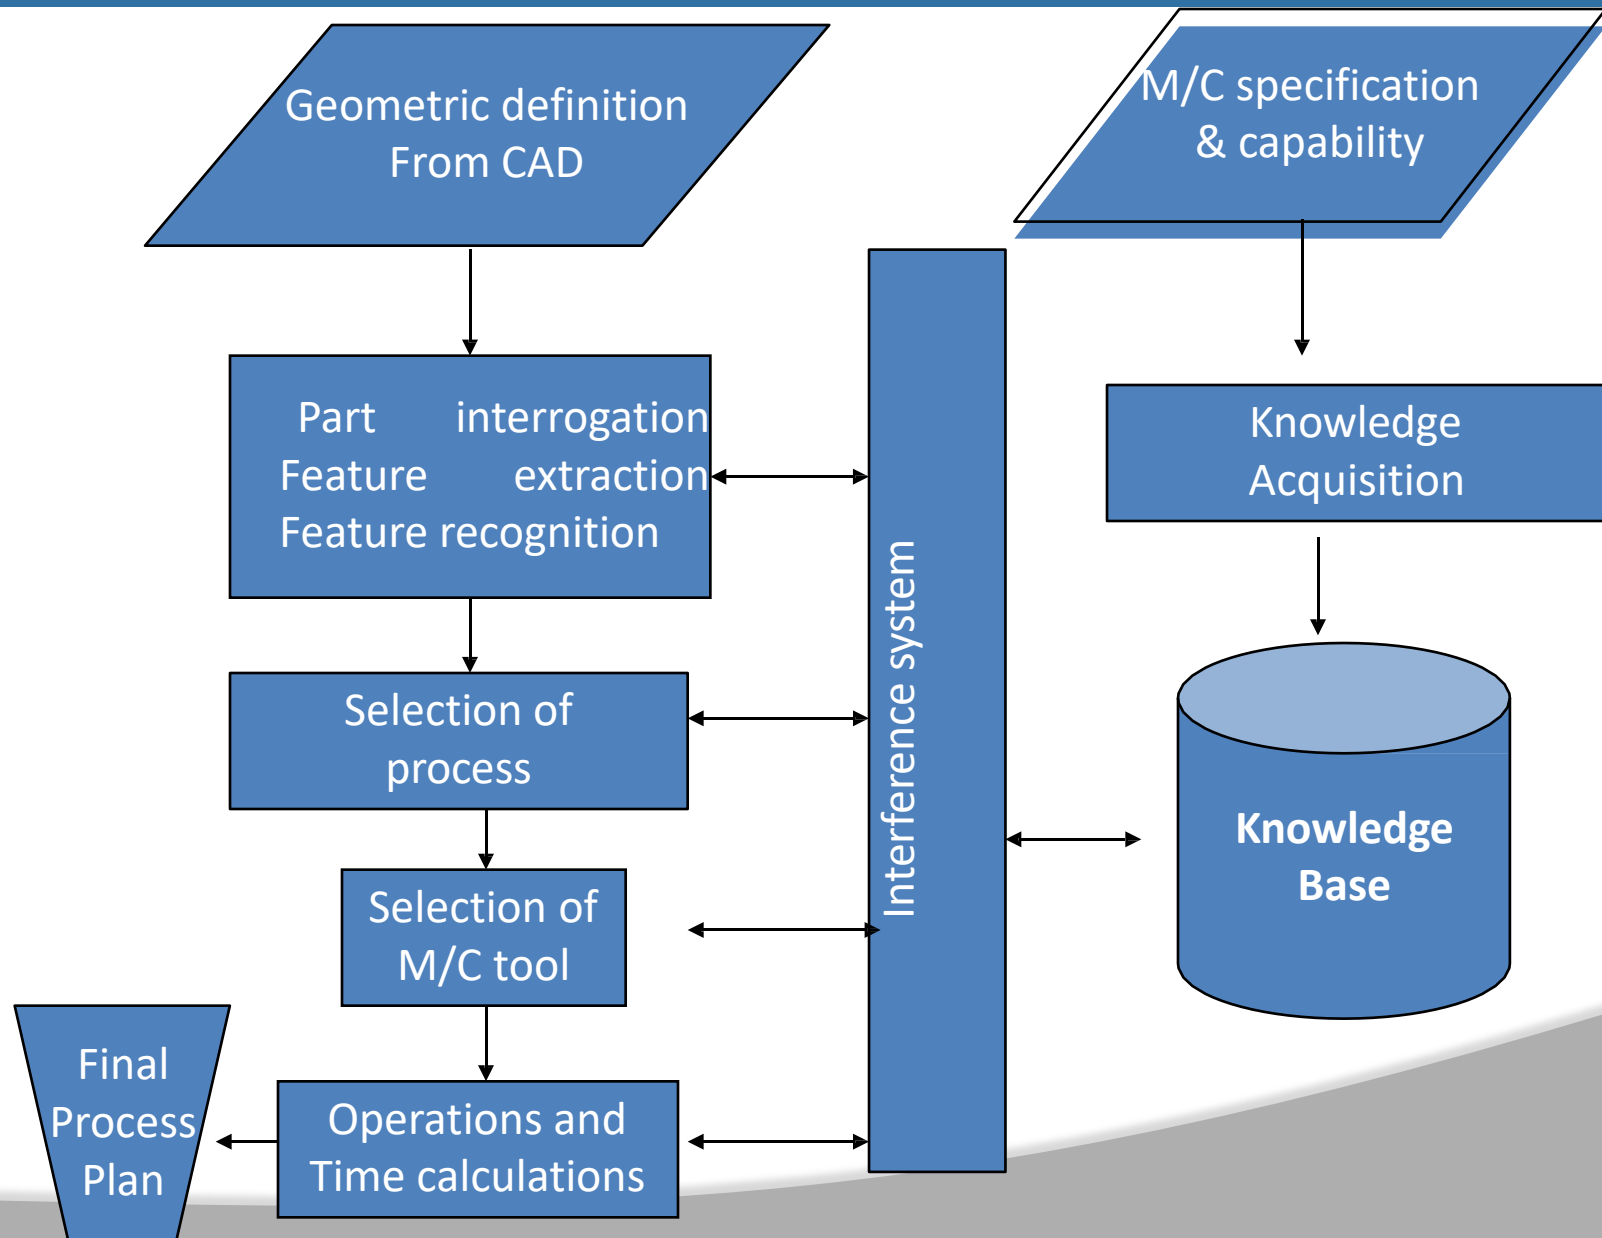 Geometric definition
From CAD
M/C specification
& capability
Part interrogation
Feature extraction
Feature recognition
Knowledge
Acquisition
Interference system
Selection of
process
Knowledge
Base
Selection of
M/C tool
Final
Process
Plan
Operations and
Time calculations